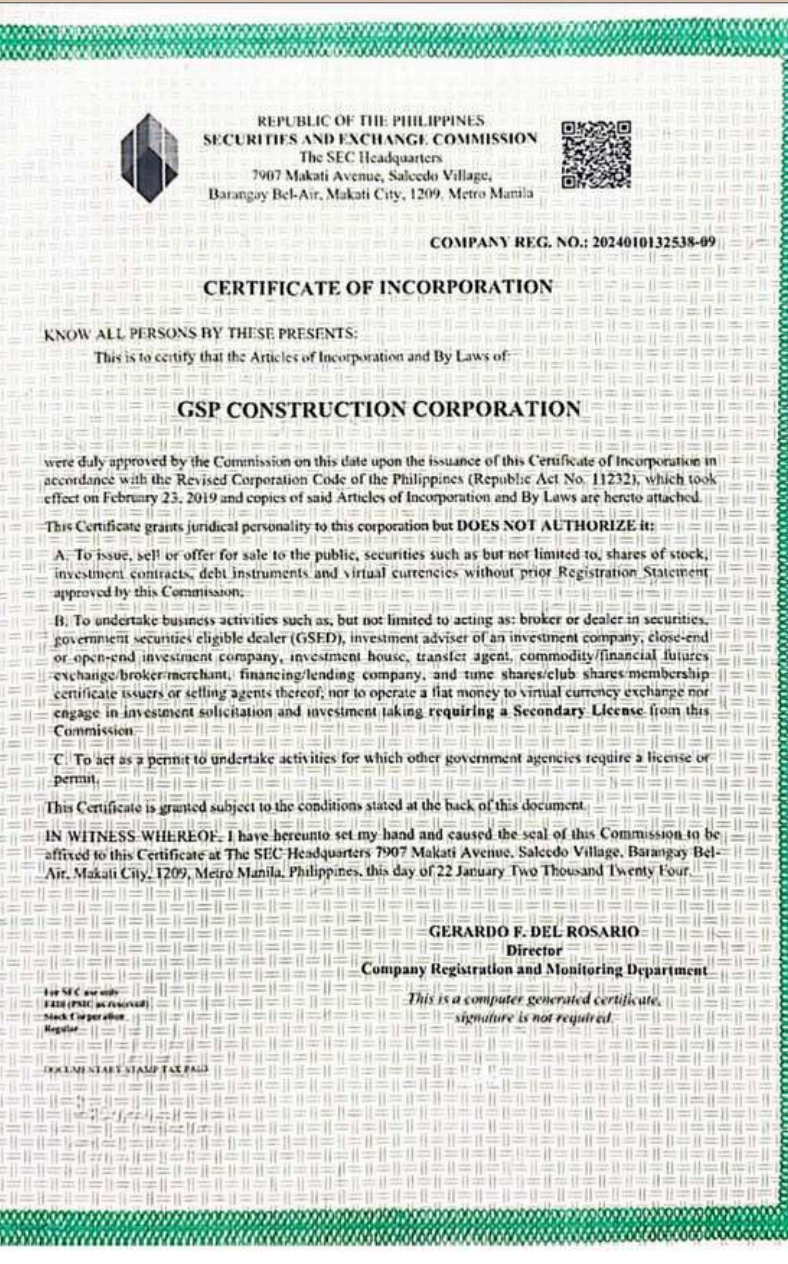 REPUBLIC OF THE PHILIPPINES
SECURITIES AND EXCHANGE COMMISSION
The SEC Headquarters
7907 Makati Avenue, Salcedo Village,
Barangay Bel-Air, Makati City, 1209, Metro Manila
COMPANY REG. NO.: 2024010132538-09
CERTIFICATE OF INCORPORATION
KNOW ALL PERSONS BY THESE PRESENTS:
This is to certify that the Articles of Incorporation and By Laws of
GSP CONSTRUCTION CORPORATION
were duly approved by the Commission on this date upon the issuance of this Certificate of Incorporation in
accordance with the Revised Corporation Code of the Philippines (Republic Act No. 11232), which took
effect on February 23, 2019 and copies of said Articles of Incorporation and By Laws are hereto attached.
This Certificate grants juridical personality to this corporation but DOES NOT AUTHORIZE it:
A. To issue, sell or offer for sale to the public, securities such as but not limited to, shares of stock,
investment contracts, debt instruments and virtual currencies without prior Registration Statement
approved by this Commission;
B. To undertake business activities such as, but not limited to acting as: broker or dealer in securities,
government securities eligible dealer (GSED), investment adviser of an investment company, close-end
or open-end investment company, investment house, transfer agent, commodity/financial futures
exchange/broker/merchant, financing/lending company, and time shares/club shares/membership
certificate issuers or selling agents thereof; nor to operate a fiat money to virtual currency exchange nor
engage in investment solicitation and investment taking requiring a Secondary License from this
Commission.
C. To act as a permit to undertake activities for which other government agencies require a license or
permit.
This Certificate is granted subject to the conditions stated at the back of this document.
IN WITNESS WHEREOF, I have hereunto set my hand and caused the seal of this Commission to be
affixed to this Certificate at The SEC Headquarters 7907 Makati Avenue, Salcedo Village, Barangay Bel-
Air, Makati City, 1209, Metro Manila, Philippines, this day of 22 January Two Thousand Twenty Four.
GERARDO F. DEL ROSARIO
Director
Company Registration and Monitoring Department
This is a computer generated certificate,
signature is not required.
For SEC use only
(PSIC as reserved)
Stock Corporation
Regular
DOCUMENTARY STAMP TAX PAID